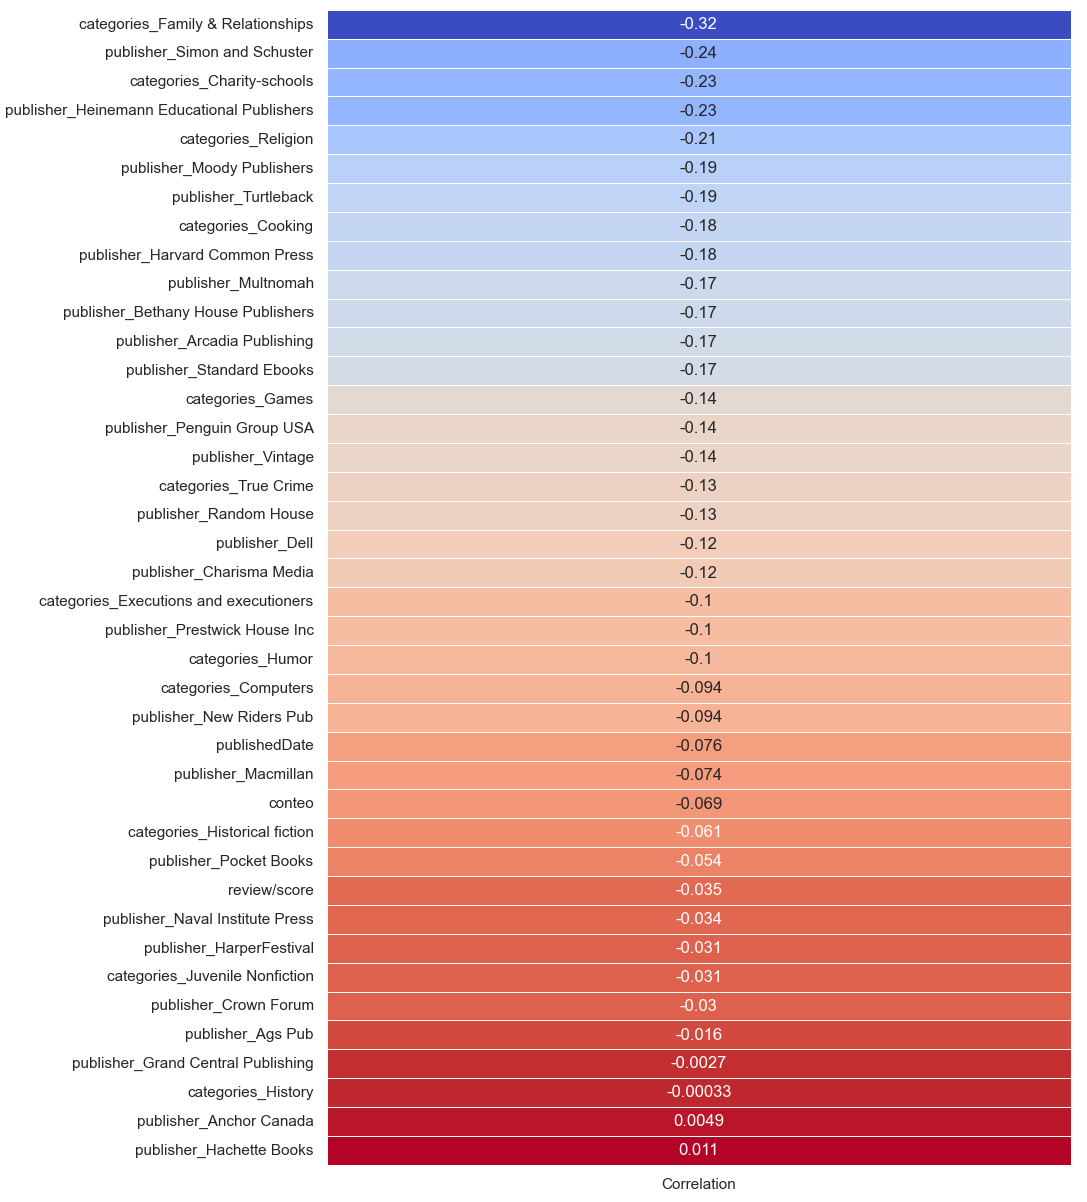 categories_Family & Relationships -0.32
publisher_Simon and Schuster -0.24
categories_Charity-schools -0.23
publisher_Heinemann Educational Publishers -0.23
categories_Religion -0.21
publisher_Moody Publishers -0.19
publisher_Turtleback -0.19
categories_Cooking -0.18
publisher_Harvard Common Press -0.18
publisher_Multnomah -0.17
publisher_Bethany House Publishers -0.17
publisher_Arcadia Publishing -0.17
publisher_Standard Ebooks -0.17
categories_Games -0.14
publisher_Penguin Group USA -0.14
publisher_Vintage -0.14
categories_True Crime -0.13
publisher_Random House -0.13
publisher_Dell -0.12
publisher_Charisma Media -0.12
categories_Executions and executioners -0.1
publisher_Prestwick House Inc -0.1
categories_Humor -0.1
categories_Computers -0.094
publisher_New Riders Pub -0.094
publishedDate -0.076
publisher_Macmillan -0.074
conteo -0.069
categories_Historical fiction -0.061
publisher_Pocket Books -0.054
review/score -0.035
publisher_Naval Institute Press -0.034
publisher_HarperFestival -0.031
categories_Juvenile Nonfiction -0.031
publisher_Crown Forum -0.03
publisher_Ags Pub -0.016
publisher_Grand Central Publishing -0.0027
categories_History -0.00033
publisher_Anchor Canada 0.0049
publisher_Hachette Books 0.011
Correlation